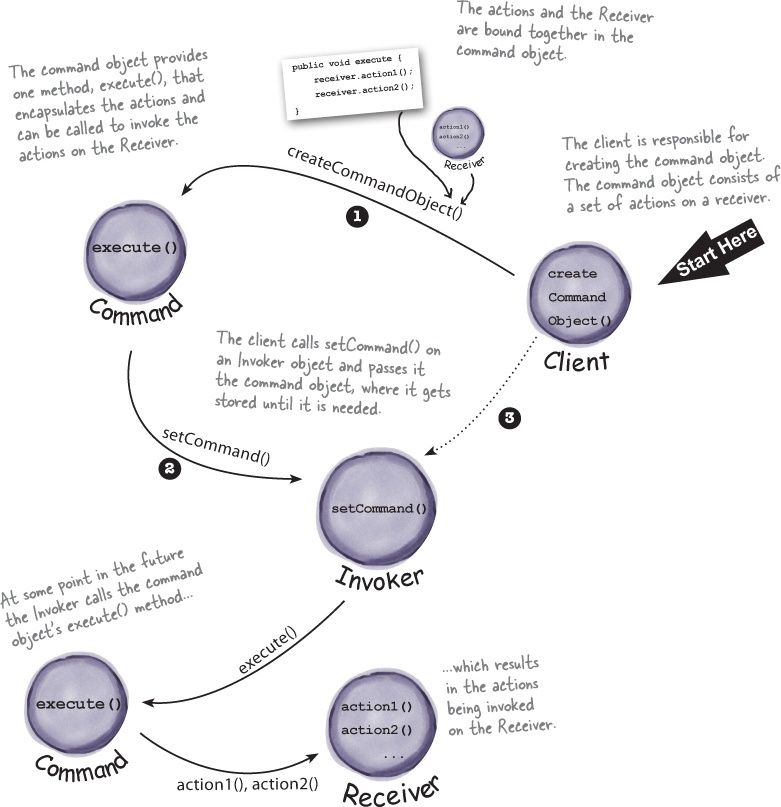 The actions and the Receiver
are bound together in the
command object.
public void execute {
receiver.action1();
receiver.action2();
}
The command object provides
one method, execute(), that
encapsulates the actions and
can be called to invoke the
actions on the Receiver.
action1()
action2()
...
Receiver
The client is responsible for
creating the command object.
The command object consists of
a set of actions on a receiver.
createCommandObject()
1
Start Here
execute()
Command
create
Command
Object()
Client
The client calls setCommand() on
an Invoker object and passes it
the command object, where it gets
stored until it is needed.
3
setCommand()
2
setCommand()
Invoker
At some point in the future
the Invoker calls the command
object's execute() method...
execute()
...which results
in the actions
being invoked
on the Receiver.
execute()
Command
action1()
action2()
...
Receiver
action1(), action2()